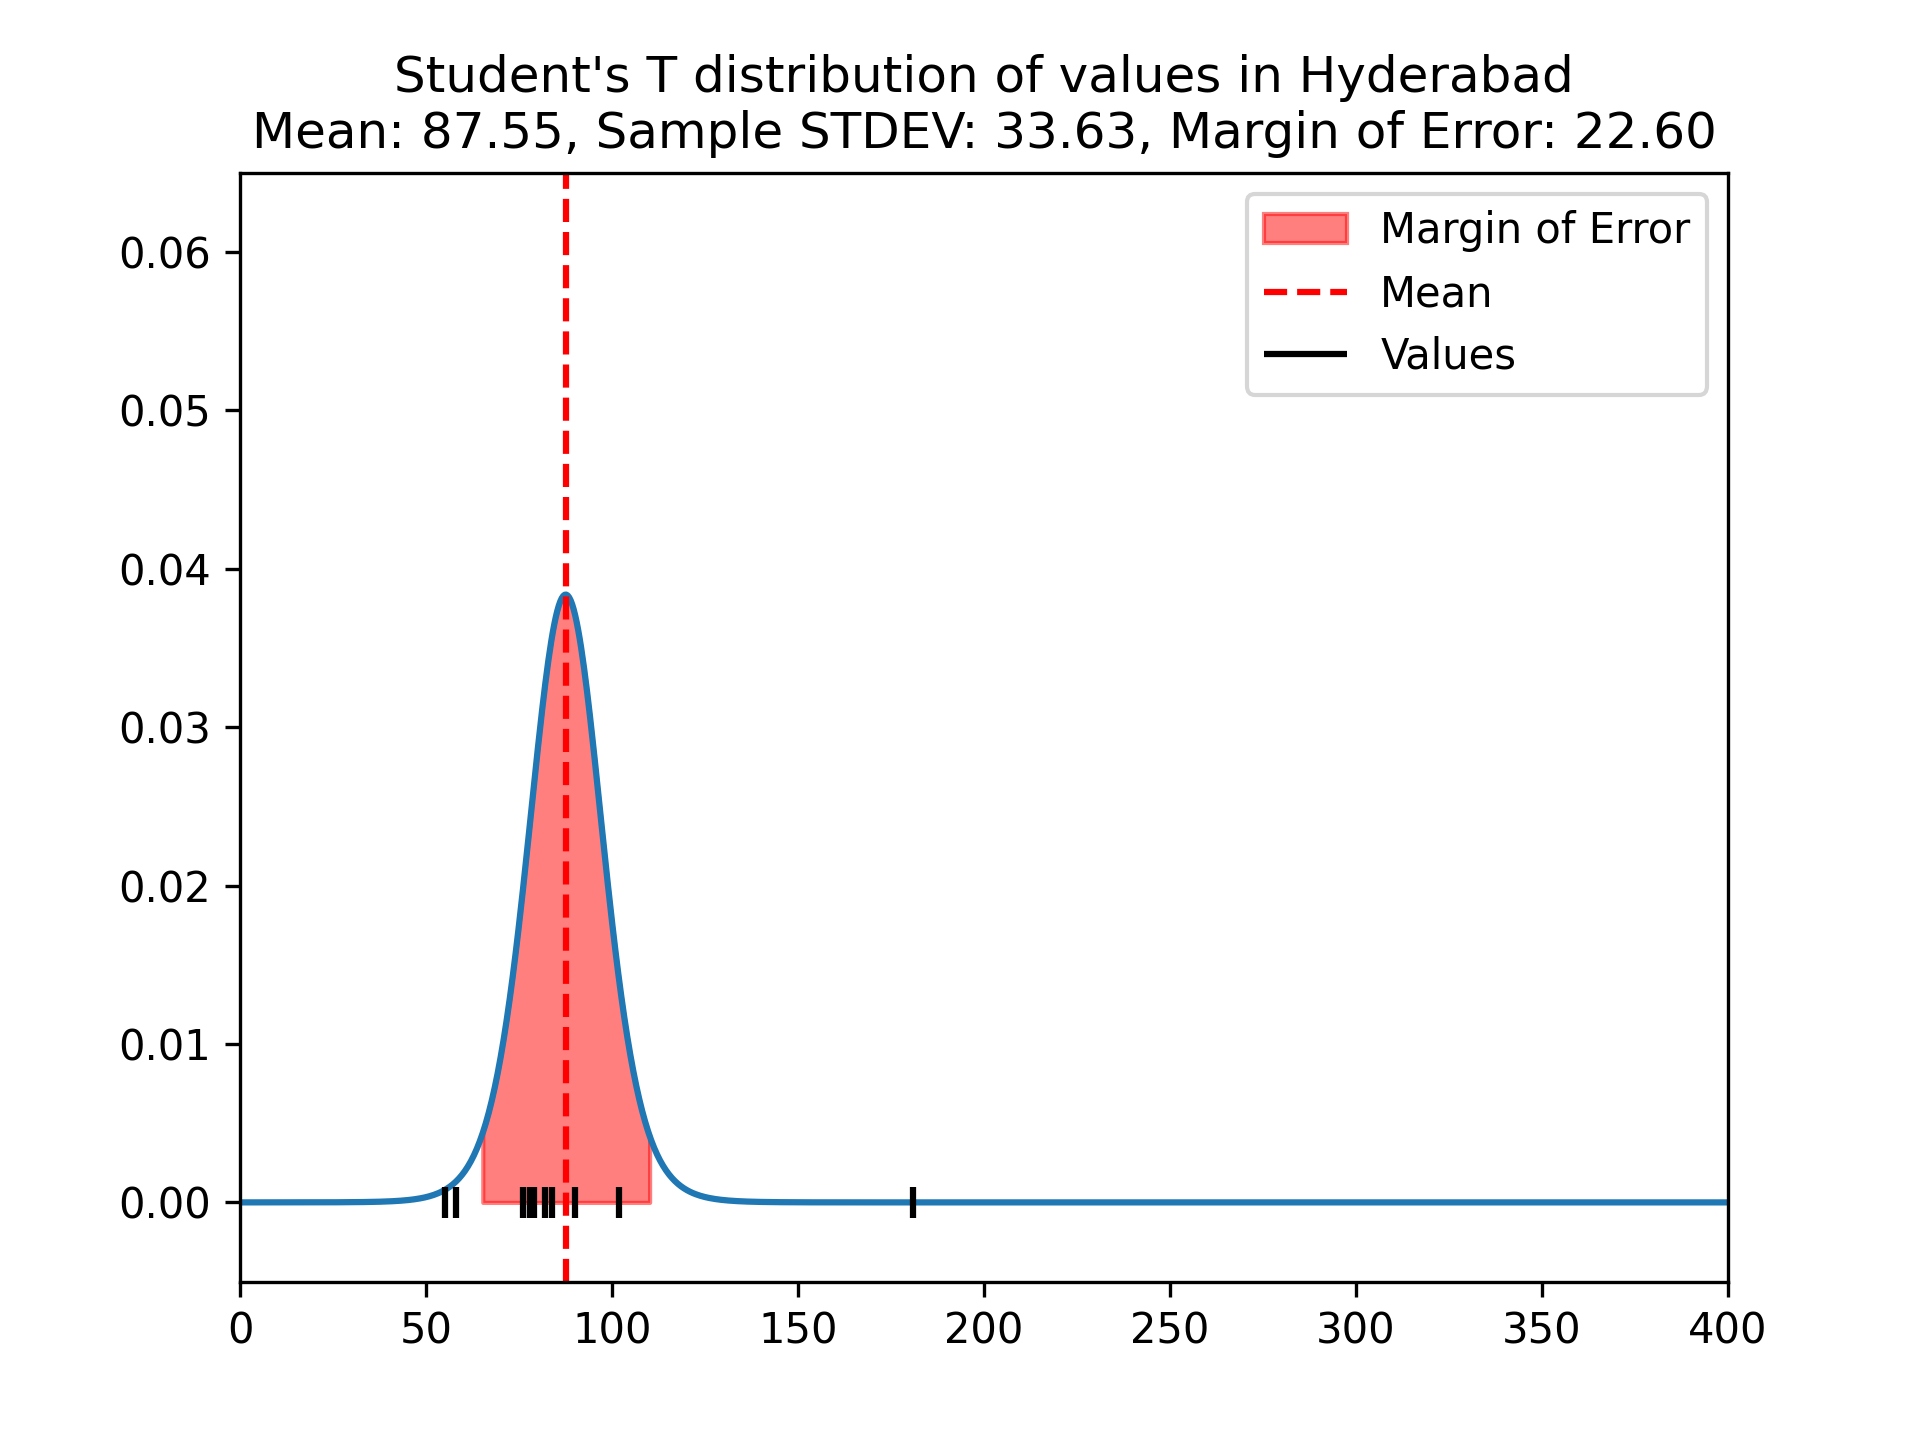 Student's T distribution of values in Hyderabad
Mean: 87.55, Sample STDEV: 33.63, Margin of Error: 22.60
Margin of Error
Mean
Values
0.06
0.05
0.04
0.03
0.02
0.01
0.00
0 50 100 150 200 250 300 350 400